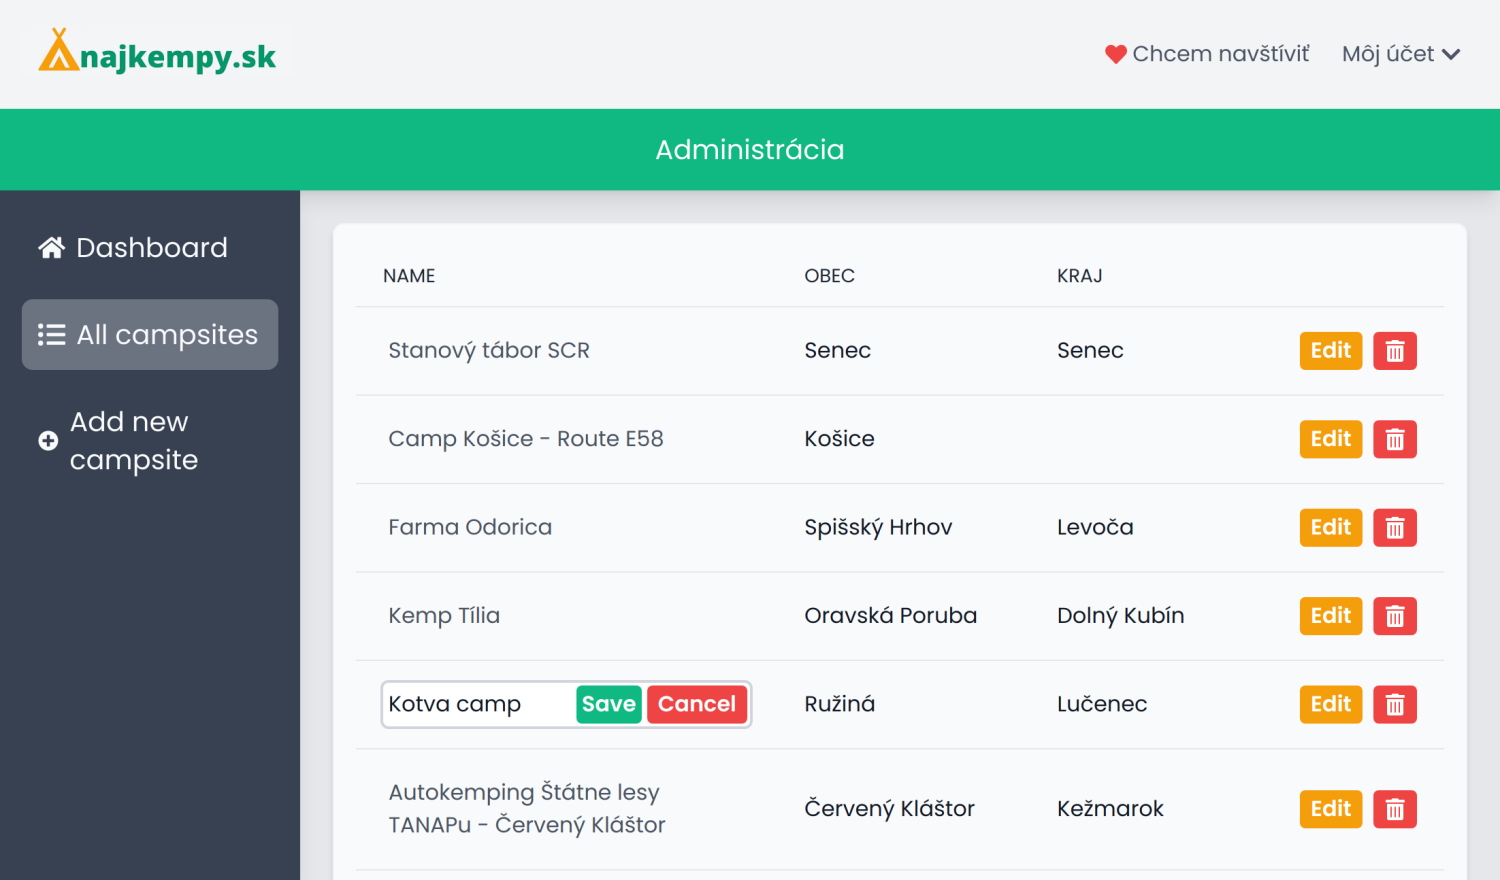 najkempy.sk
Chcem navštíviť
Môj účet
Administrácia
Dashboard
All campsites
Add new
campsite
NAME OBEC KRAJ
Stanový tábor SCR Senec Senec Edit
Camp Košice - Route E58 Košice Edit
Farma Odorica Spišský Hrhov Levoča Edit
Kemp Tília Oravská Poruba Dolný Kubín Edit
Kotva camp Save Cancel Ružiná Lučenec Edit
Autokemping Štátne lesy
TANAPu - Červený Kláštor Červený Kláštor Kežmarok Edit